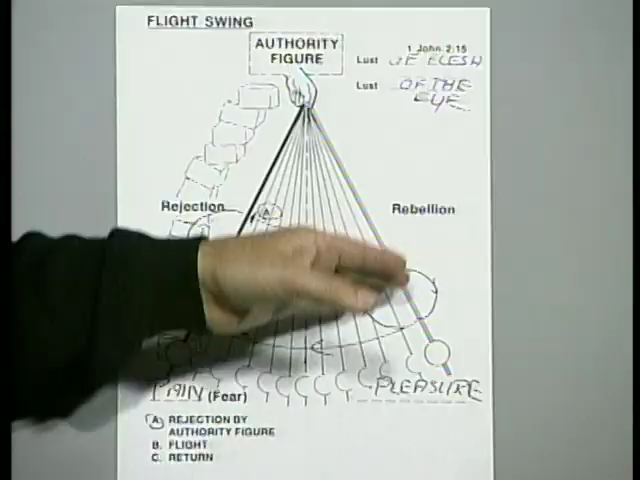 FLIGHT SWING
AUTHORITY
FIGURE
1 John 2:15
Lust OF FLESH
Lust OF THE
EYE
Rejection
A
Rebellion
PAIN (Fear)
PLEASURE
A. REJECTION BY
AUTHORITY FIGURE
B. FLIGHT
C. RETURN